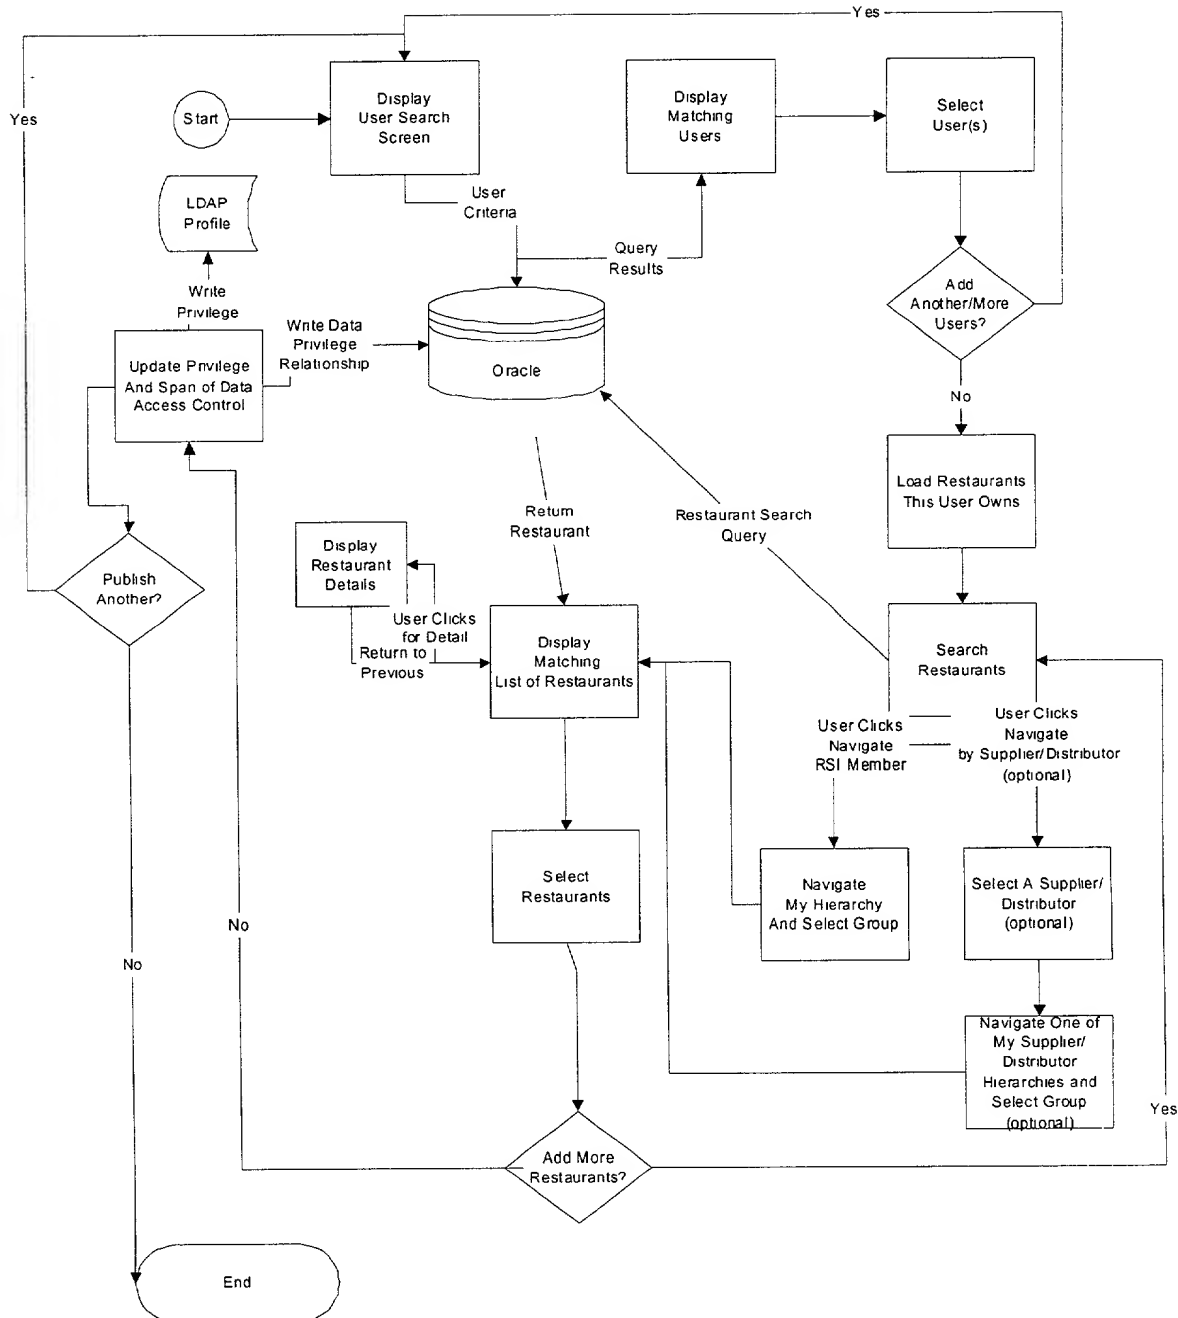 Yes
Yes
Start
Display
User Search
Screen
Display
Matching
Users
Select
User(s)
LDAP
Profile
User
Criteria
Query
Results
Write
Privilege
Write Data
Privilege
Relationship
Add
Another/More
Users?
Update Privilege
And Span of Data
Access Control
Oracle
No
Load Restaurants
This User Owns
Return
Restaurant
Restaurant Search
Query
Display
Restaurant
Details
Publish
Another?
User Clicks
for Detail
Return to
Previous
Display
Matching
List of Restaurants
Search
Restaurants
User Clicks
Navigate
RSI Member
User Clicks
Navigate
by Supplier/Distributor
(optional)
Select
Restaurants
Navigate
My Hierarchy
And Select Group
Select A Supplier/
Distributor
(optional)
No
No
Navigate One of
My Supplier/
Distributor
Hierarchies and
Select Group
(optional)
Yes
Add More
Restaurants?
End